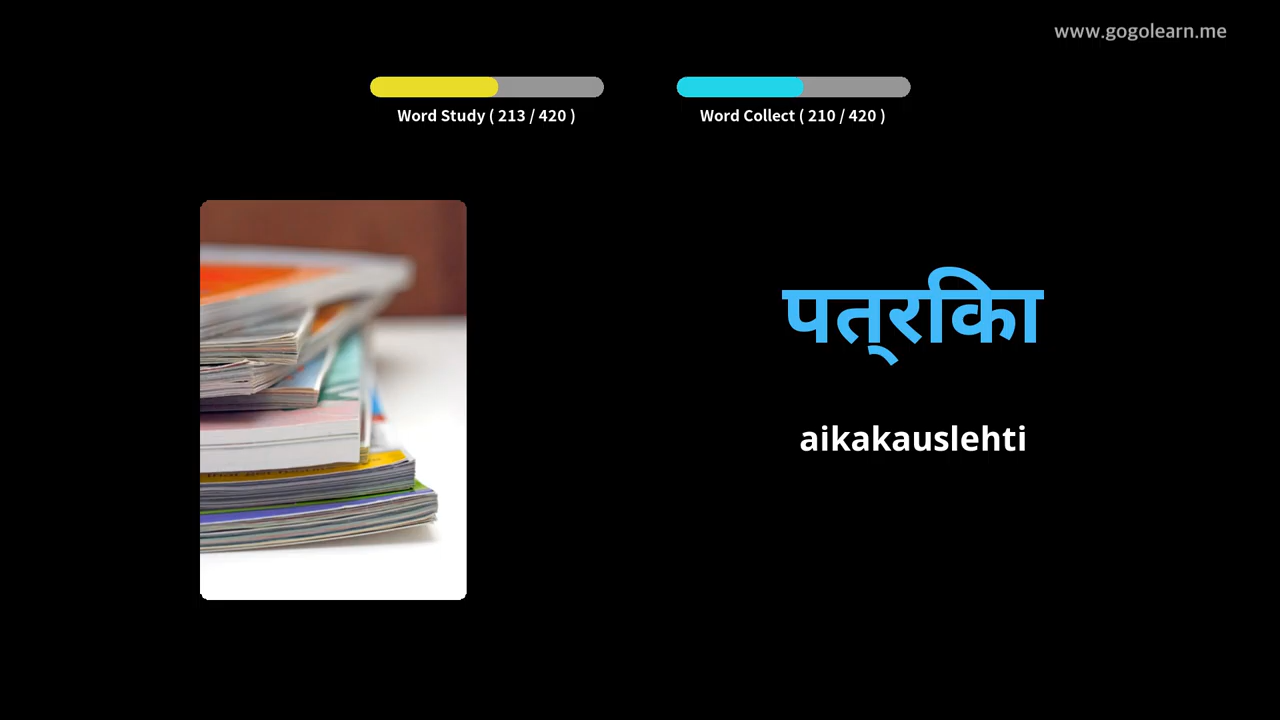 www.gogolearn.me
Word Study ( 213 / 420 )
Word Collect ( 210 / 420 )
पत्रिका
aikakauslehti